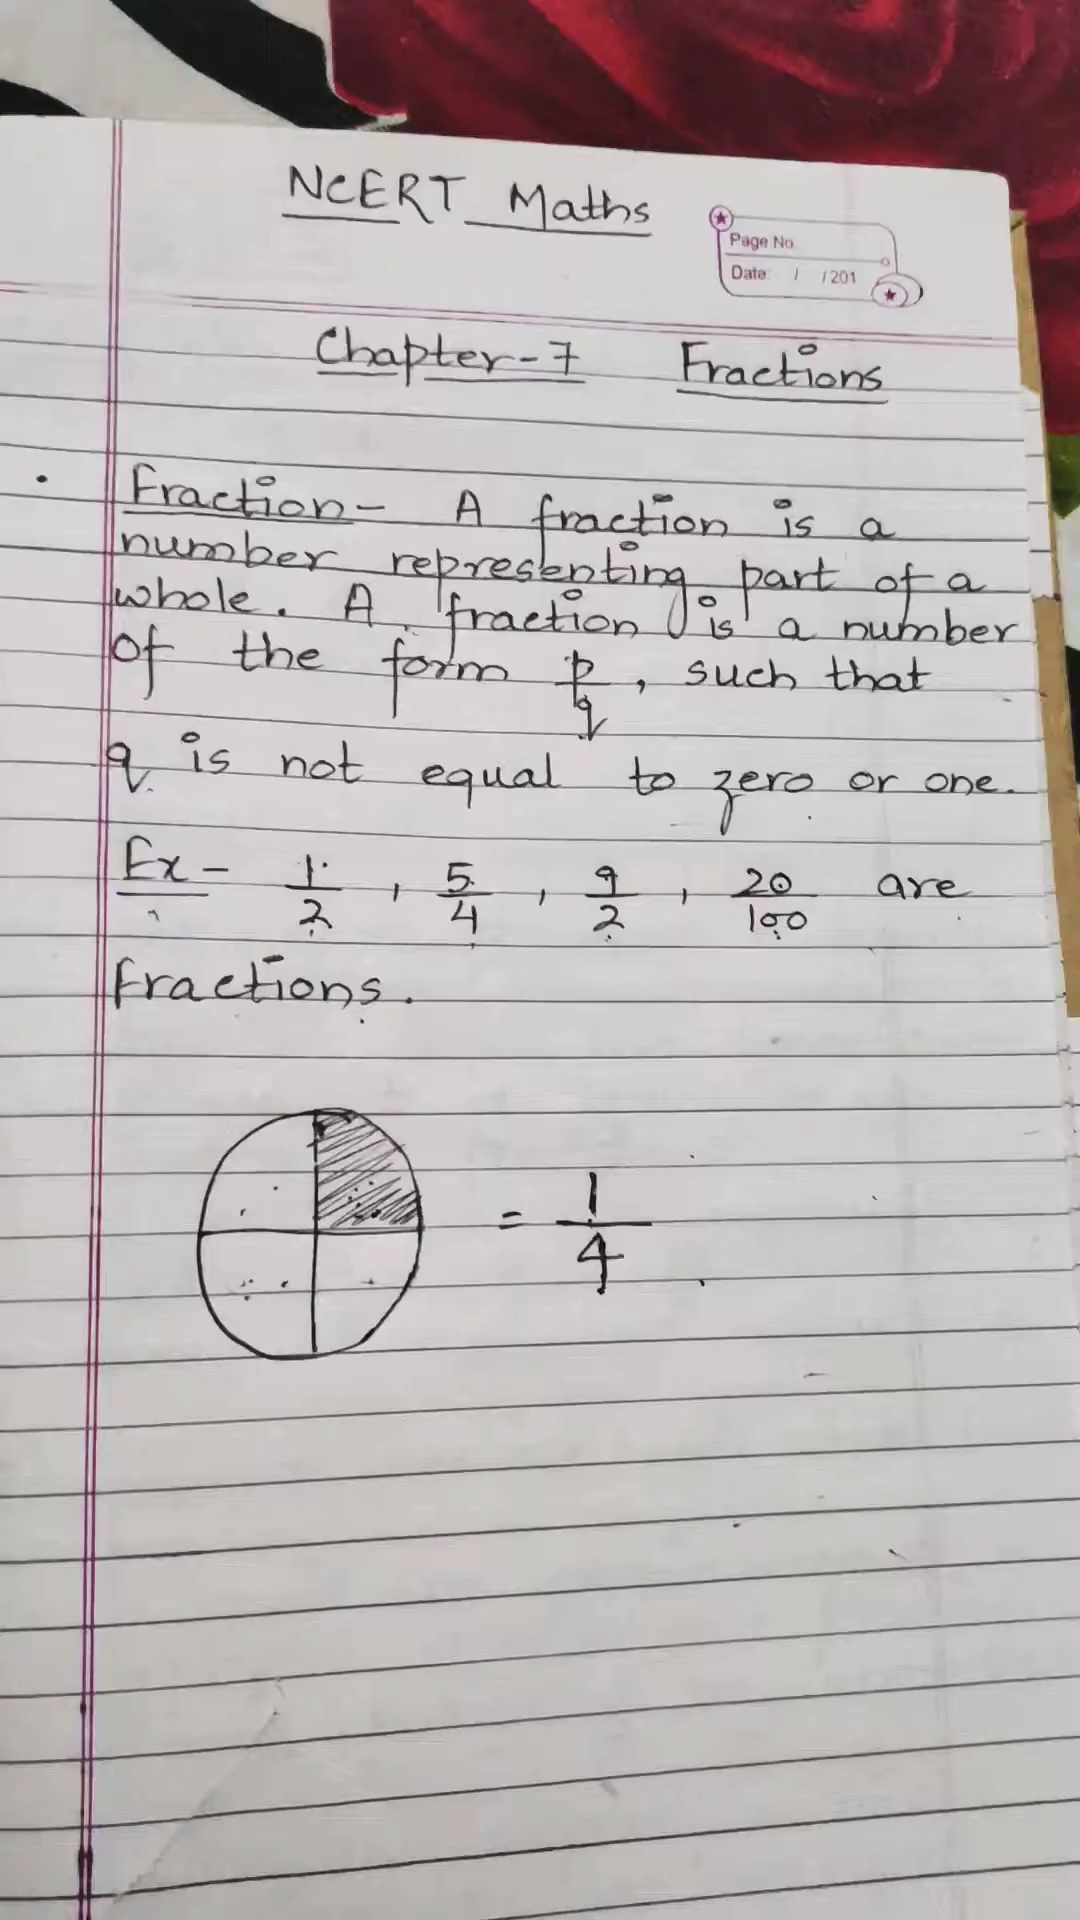 NCERT Maths
Page No.
Date: / /201
Chapter-7 Fractions
Fraction- A fraction is a
number representing part of a
whole. A fraction is a number
of the form p/q, such that
q is not equal to zero or one.
Ex- 1/2, 5/4, 9/2, 20/100 are
fractions.
= 1/4